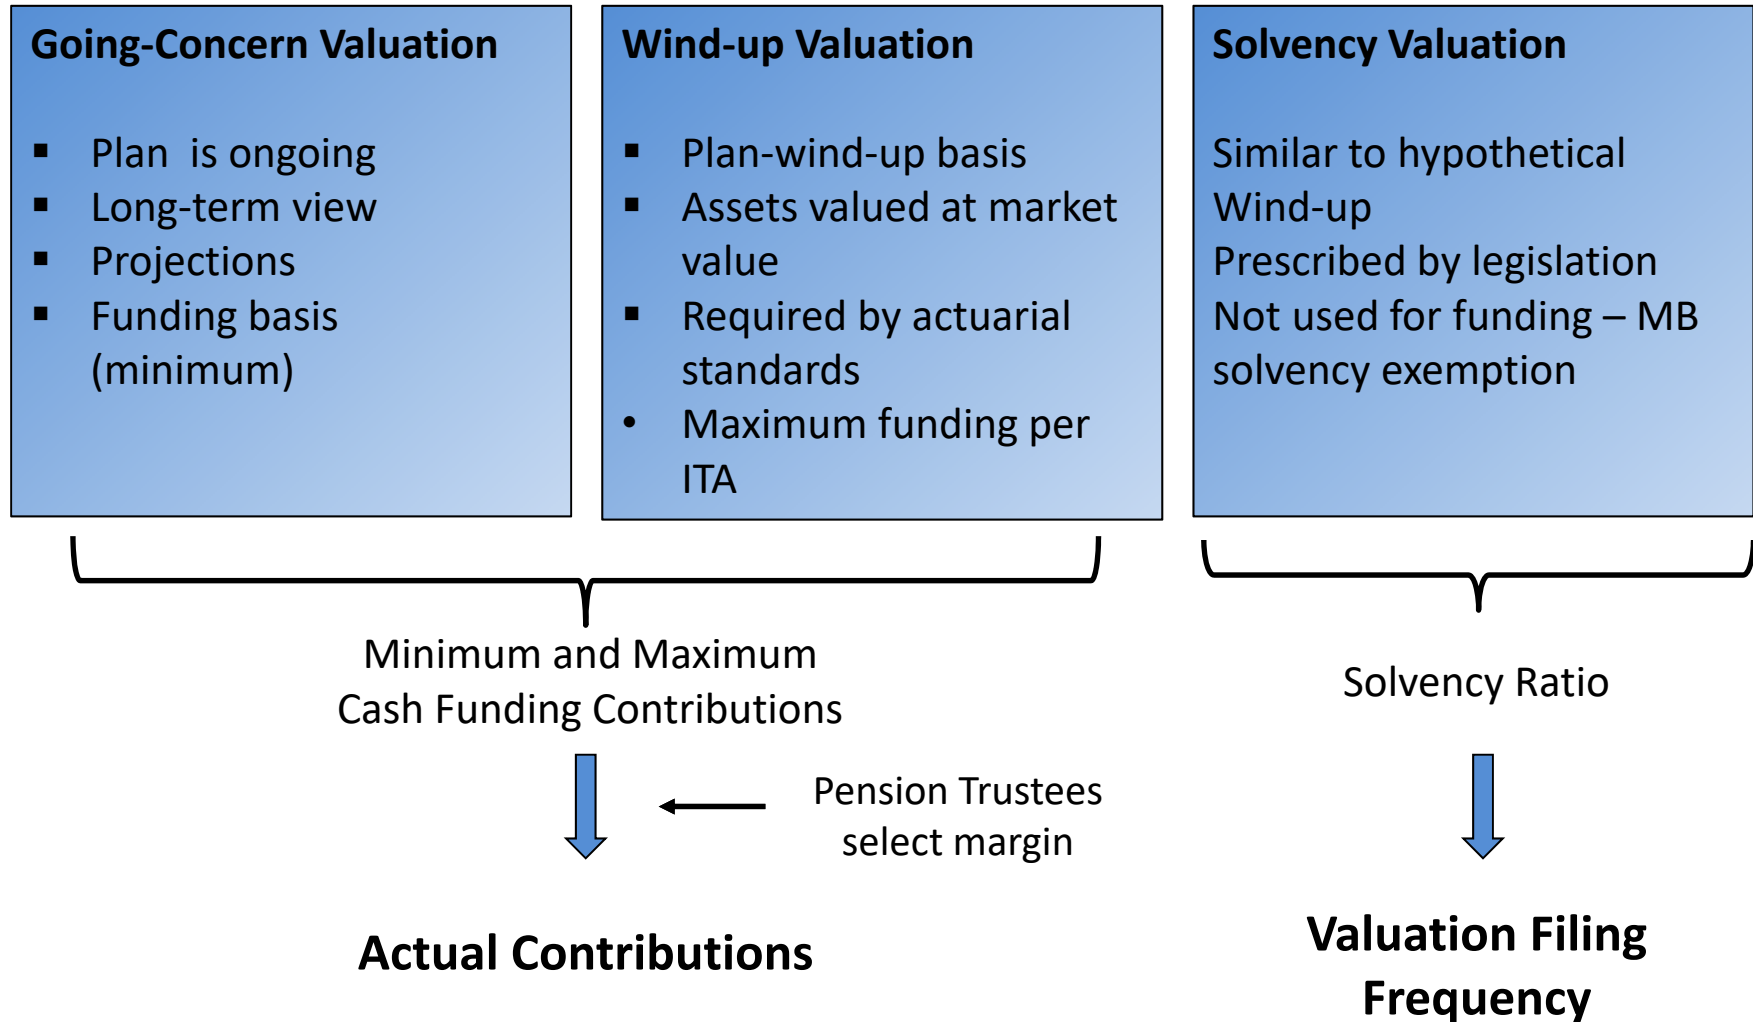 Going-Concern Valuation
▪ Plan is ongoing
▪ Long-term view
▪ Projections
▪ Funding basis
(minimum)
Wind-up Valuation
▪ Plan-wind-up basis
▪ Assets valued at market
value
▪ Required by actuarial
standards
• Maximum funding per
ITA
Solvency Valuation
Similar to hypothetical
Wind-up
Prescribed by legislation
Not used for funding – MB
solvency exemption
Minimum and Maximum
Cash Funding Contributions
Solvency Ratio
Pension Trustees
select margin
Actual Contributions
Valuation Filing
Frequency